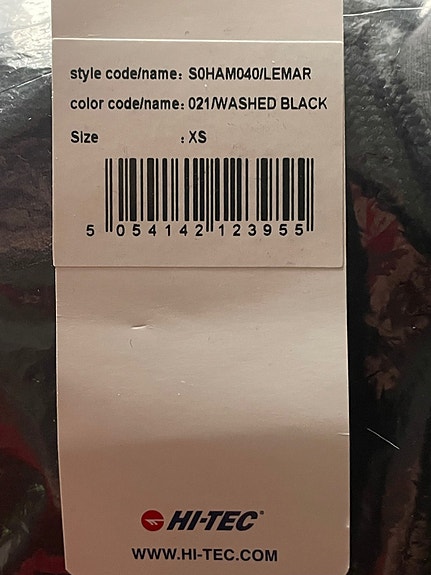 style code/name: S0HAM040/LEMAR
color code/name: 021/WASHED BLACK
Size : XS
5 054142 123955
HI-TEC®
WWW.HI-TEC.COM